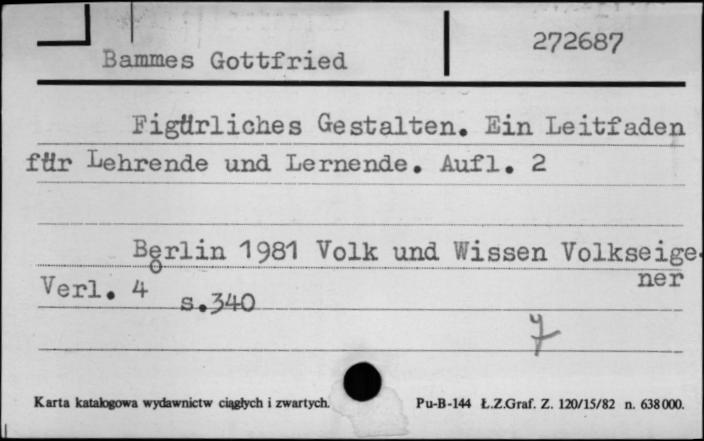 272687
Bammes Gottfried
Figürliches Gestalten. Ein Leitfaden
für Lehrende und Lernende. Aufl. 2
Berlin 1981 Volk und Wissen Volkseige-
ner
Verl. 4° s.340
7
Karta katalogowa wydawnictw ciągłych i zwartych. Pu-B-144 Ł.Z.Graf. Z. 120/15/82 n. 638000.